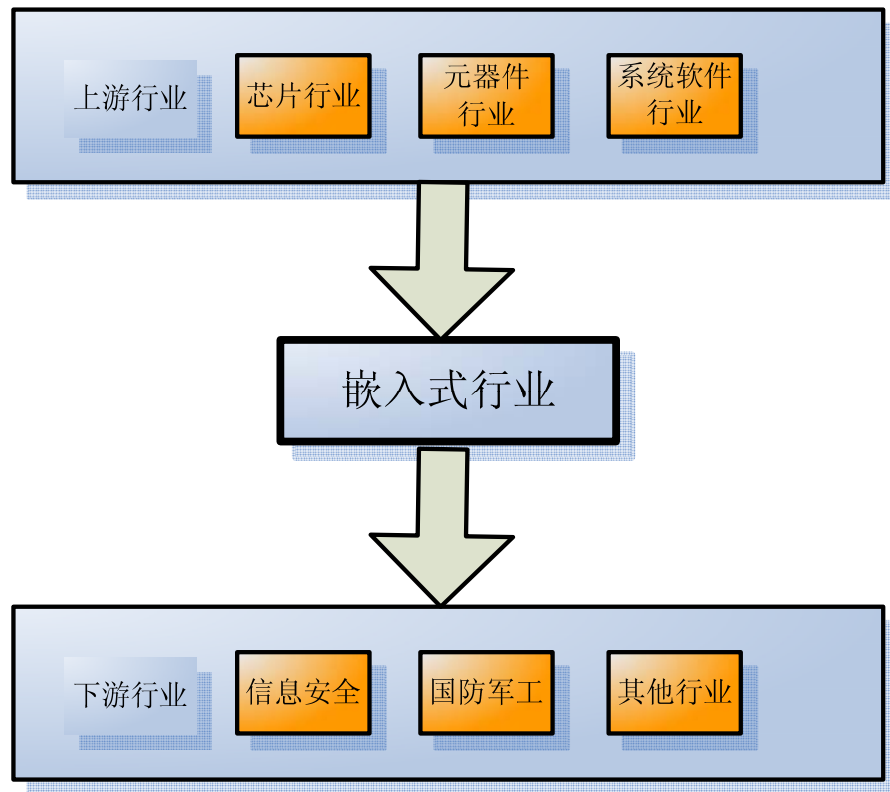 上游行业
芯片行业
元器件
行业
系统软件
行业
嵌入式行业
下游行业
信息安全
国防军工
其他行业